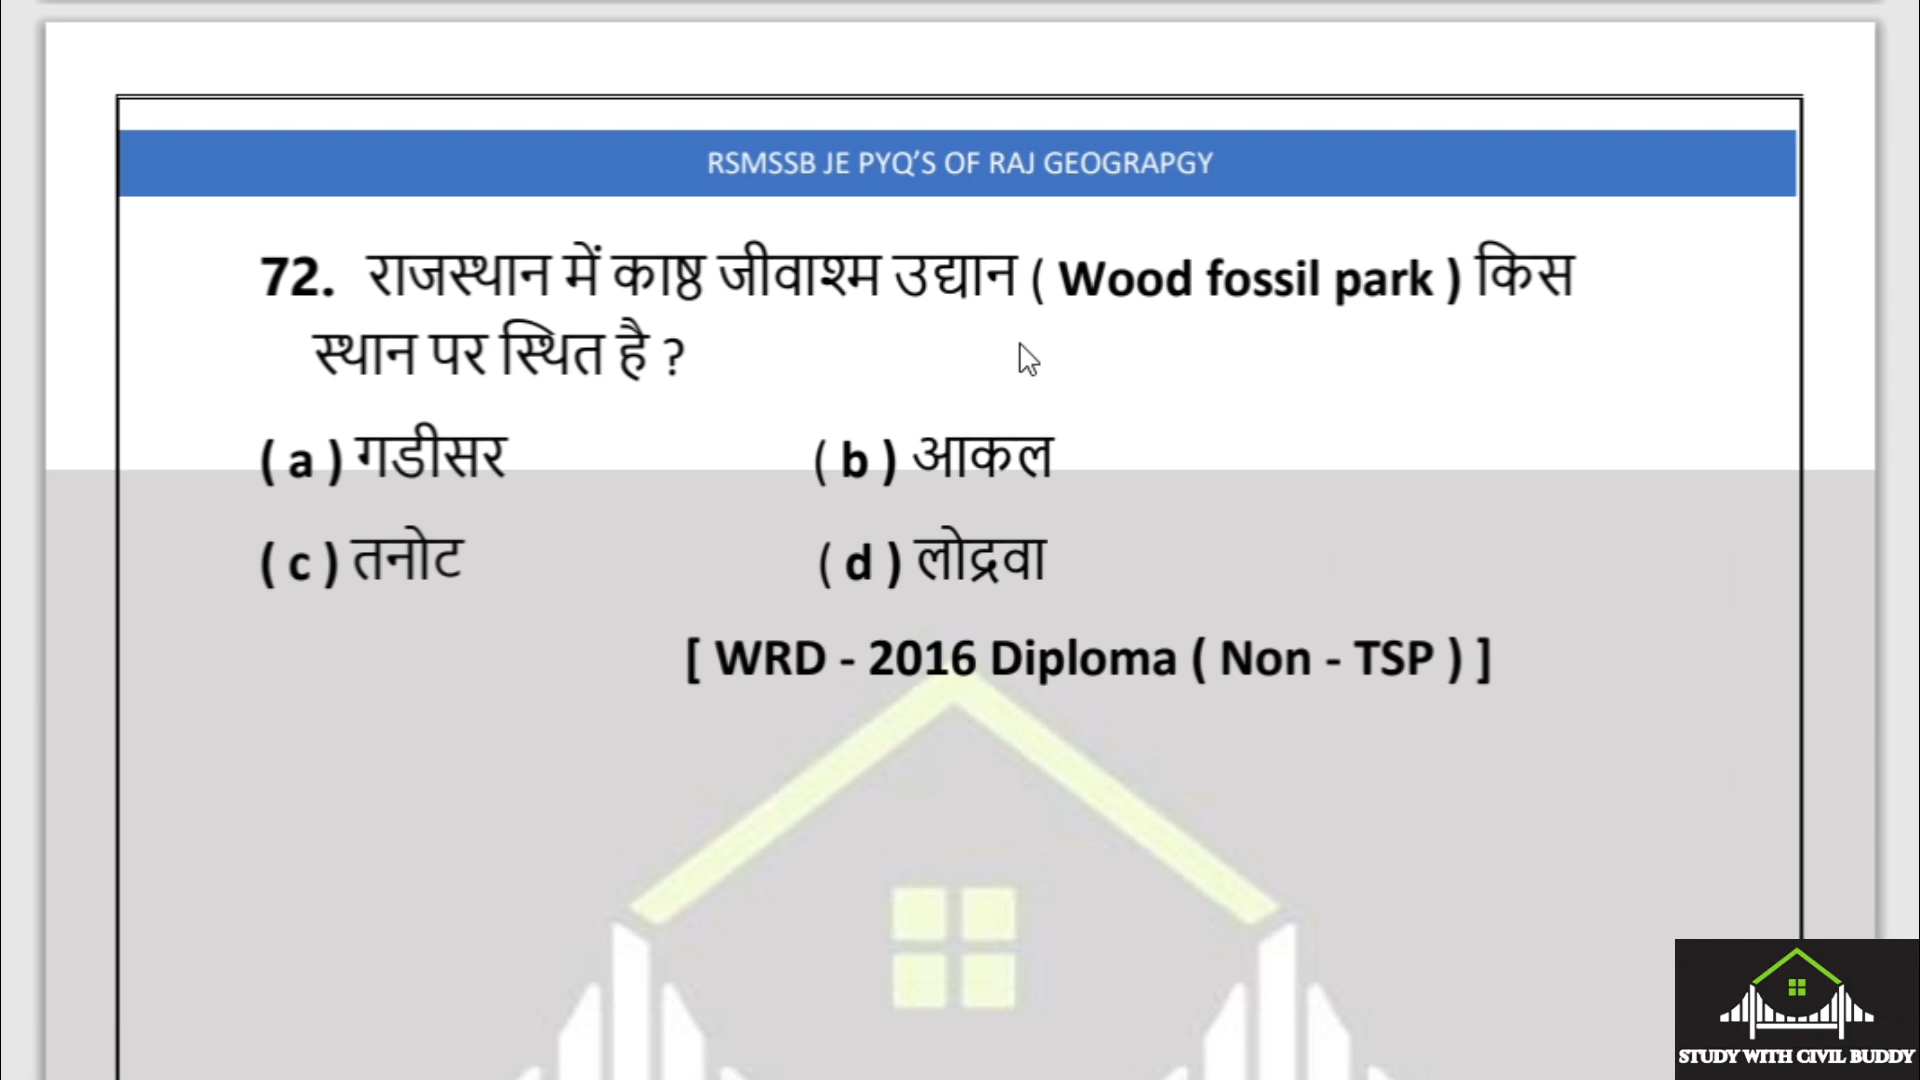 RSMSSB JE PYQ'S OF RAJ GEOGRAPGY
72. राजस्थान में काष्ठ जीवाश्म उद्यान ( Wood fossil park ) किस
स्थान पर स्थित है ?
( a ) गडीसर ( b ) आकल
( c ) तनोट ( d ) लोद्रवा
[ WRD - 2016 Diploma ( Non - TSP ) ]
STUDY WITH CIVIL BUDDY